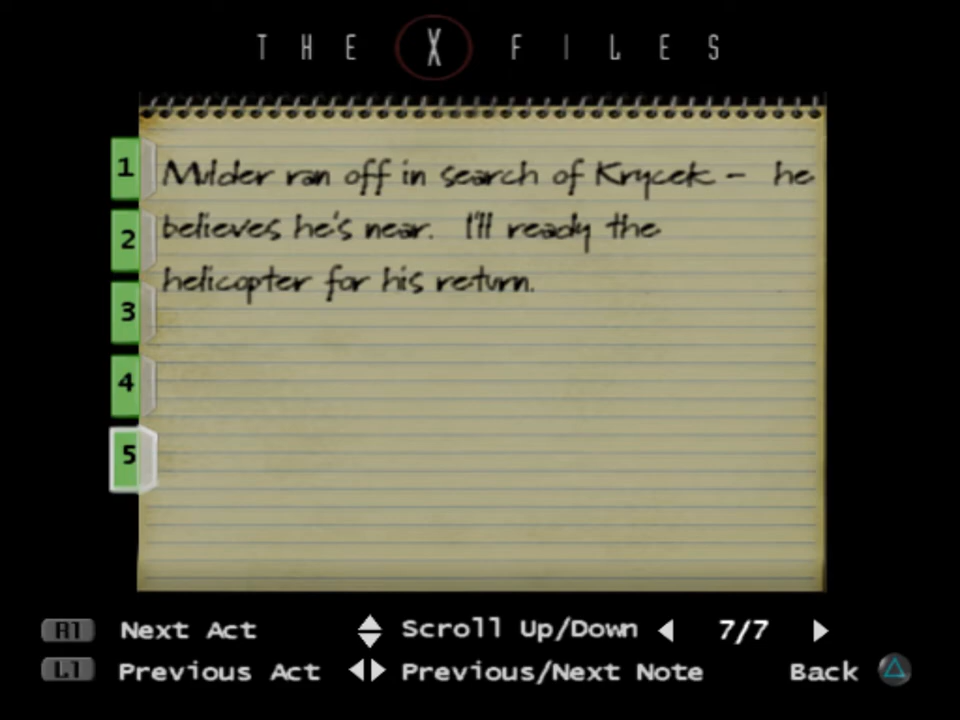 THE X FILES
1
Mulder ran off in search of Krycek - he
2
believes he's near. I'll ready the
helicopter for his return.
3
4
5
R1 Next Act Scroll Up/Down 7/7
L1 Previous Act Previous/Next Note Back